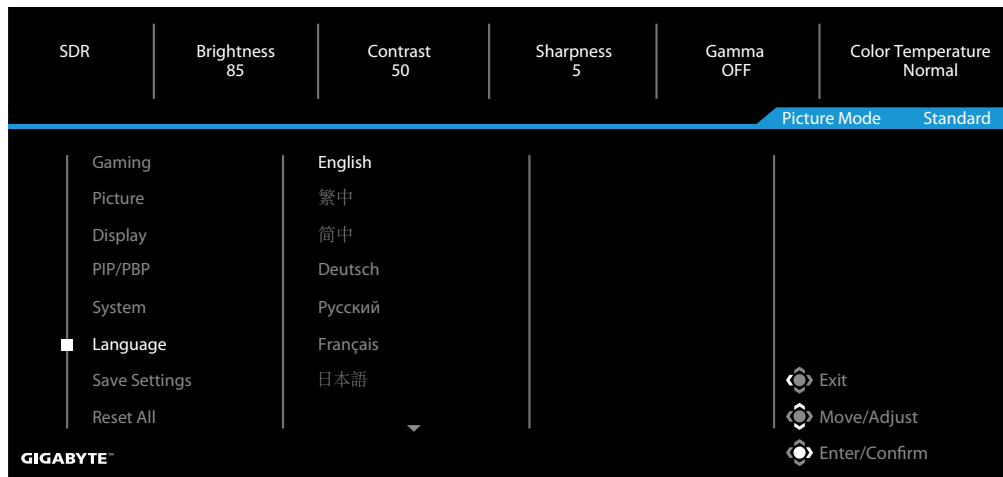 SDR
Brightness
85
Contrast
50
Sharpness
5
Gamma
OFF
Color Temperature
Normal
Picture Mode Standard
Gaming
Picture
Display
PIP/PBP
System
Language
Save Settings
Reset All
English
繁中
简中
Deutsch
Русский
Français
日本語
Exit
Move/Adjust
Enter/Confirm
GIGABYTE™